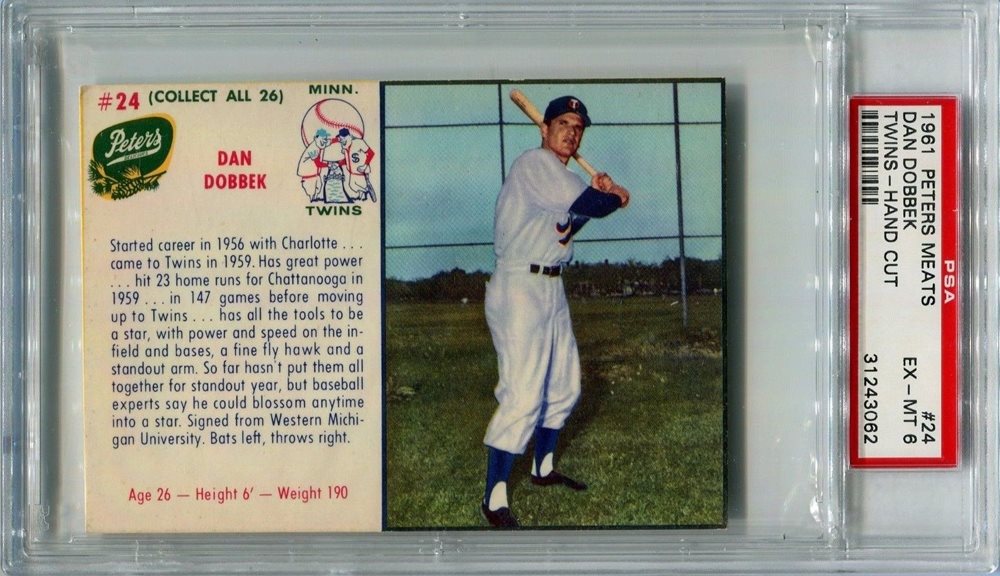 #24 (COLLECT ALL 26)
Peters
DAN
DOBBEK
MINN.
TWINS
Started career in 1956 with Charlotte . . .
came to Twins in 1959. Has great power
. . . hit 23 home runs for Chattanooga in
1959 . . . in 147 games before moving
up to Twins . . . has all the tools to be
a star, with power and speed on the in-
field and bases, a fine fly hawk and a
standout arm. So far hasn't put them all
together for standout year, but baseball
experts say he could blossom anytime
into a star. Signed from Western Michi-
gan University. Bats left, throws right.
Age 26 — Height 6' — Weight 190
PSA
1961 PETERS MEATS #24
DAN DOBBEK EX - MT 6
TWINS - HAND CUT 31243062